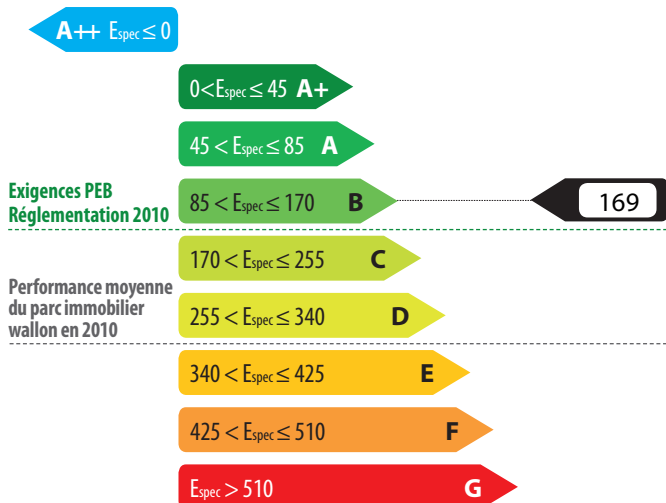 A++ Espec ≤ 0
0<Espec ≤ 45 A+
45 < Espec ≤ 85 A
Exigences PEB
Réglementation 2010
85 < Espec ≤ 170 B
169
170 < Espec ≤ 255 C
Performance moyenne
du parc immobilier
wallon en 2010
255 < Espec ≤ 340 D
340 < Espec ≤ 425 E
425 < Espec ≤ 510 F
Espec > 510 G